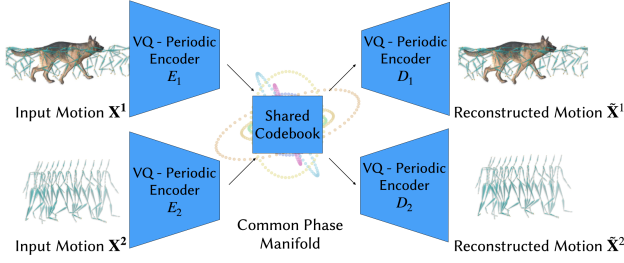 VQ - Periodic
Encoder
E₁
Input Motion X¹
VQ - Periodic
Encoder
D₁
Reconstructed Motion X̃¹
Shared
Codebook
VQ - Periodic
Encoder
E₂
Input Motion X²
VQ - Periodic
Encoder
D₂
Reconstructed Motion X̃²
Common Phase
Manifold